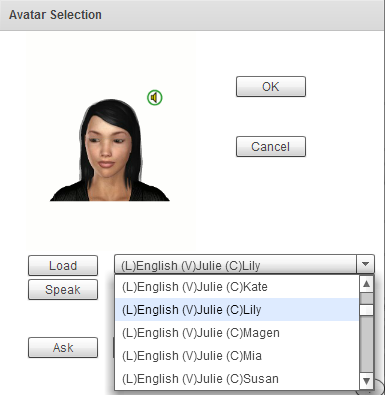 Avatar Selection
OK
Cancel
Load
(L)English (V)Julie (C)Lily
Speak
(L)English (V)Julie (C)Kate
(L)English (V)Julie (C)Lily
(L)English (V)Julie (C)Magen
Ask
(L)English (V)Julie (C)Mia
(L)English (V)Julie (C)Susan